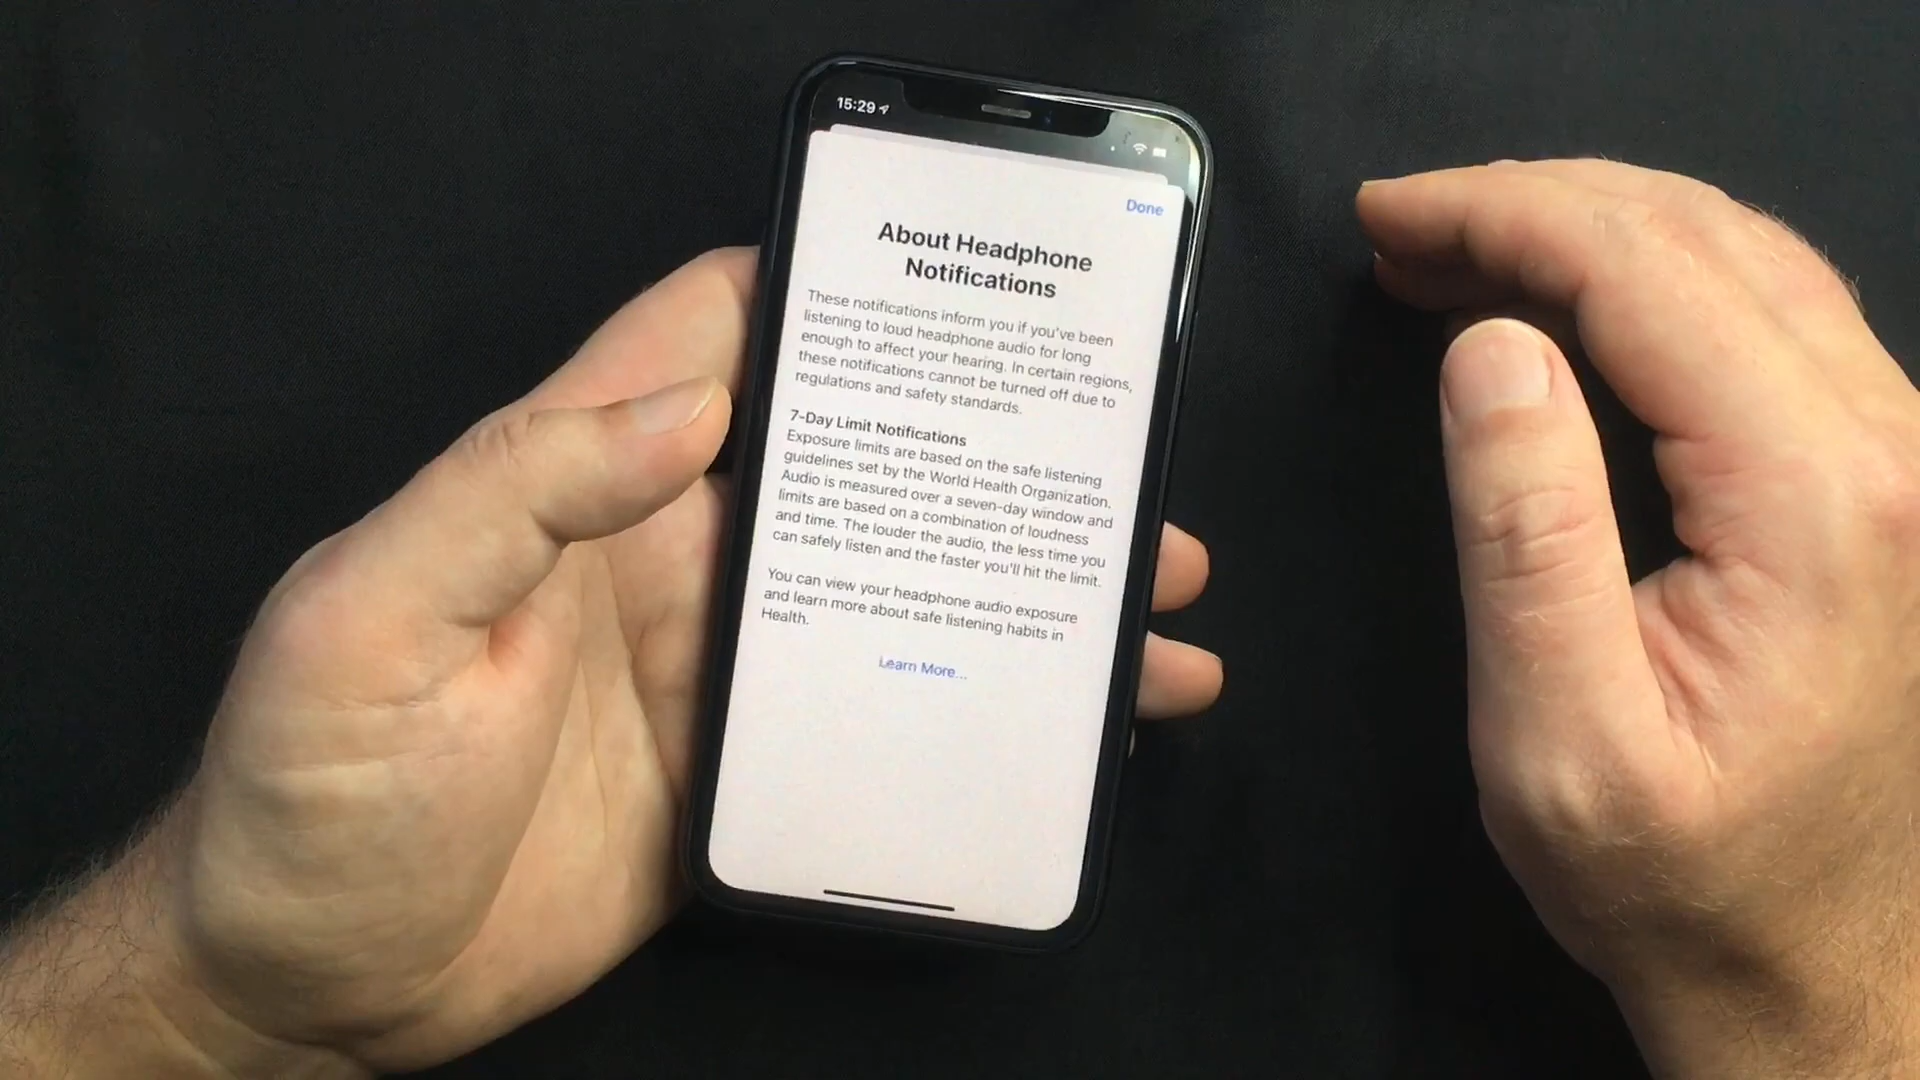 15:29
Done
About Headphone
Notifications
These notifications inform you if you've been
listening to loud headphone audio for long
enough to affect your hearing. In certain regions,
these notifications cannot be turned off due to
regulations and safety standards.
7-Day Limit Notifications
Exposure limits are based on the safe listening
guidelines set by the World Health Organization.
Audio is measured over a seven-day window and
limits are based on a combination of loudness
and time. The louder the audio, the less time you
can safely listen and the faster you'll hit the limit.
You can view your headphone audio exposure
and learn more about safe listening habits in
Health.
Learn More...